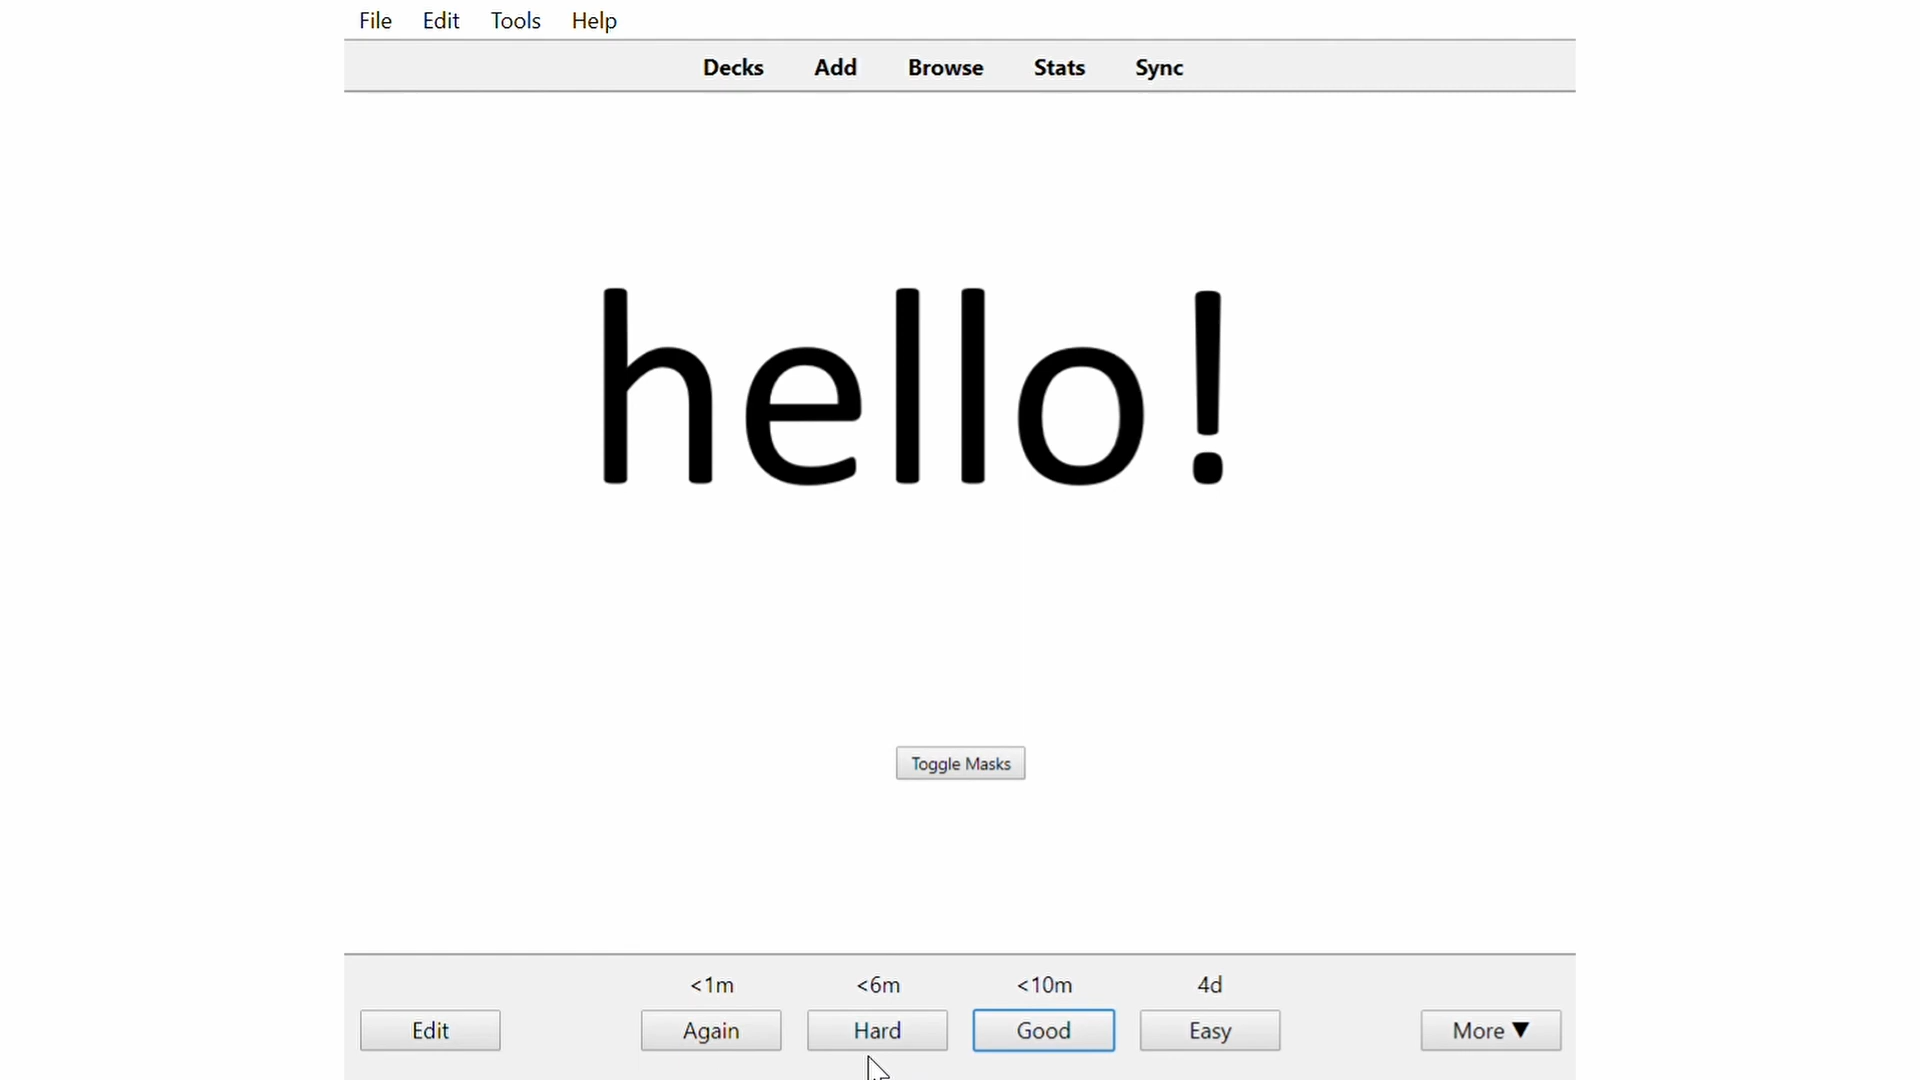 File Edit Tools Help
Decks Add Browse Stats Sync
hello!
Toggle Masks
<1m <6m <10m 4d
Edit Again Hard Good Easy More ▼